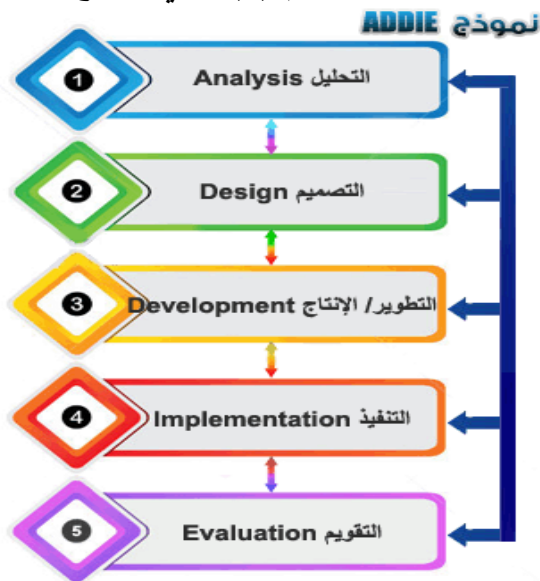 نموذج ADDIE
1
التحليل Analysis
2
التصميم Design
3
التطوير/ الإنتاج Development
4
التنفيذ Implementation
5
التقويم Evaluation